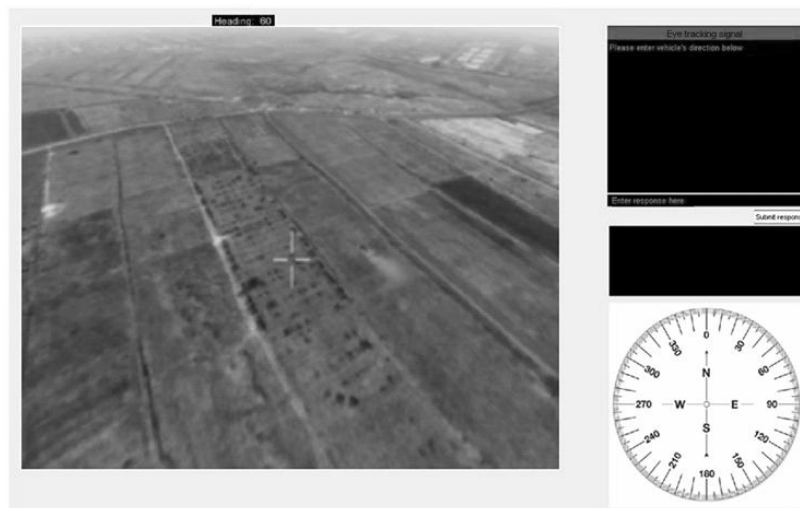 Heading: 60
Eye tracking signal
Please enter vehicle's direction below
Enter response here
Submit respons
0
30
60
90
120
150
180
210
240
270
300
330
N
W E
S